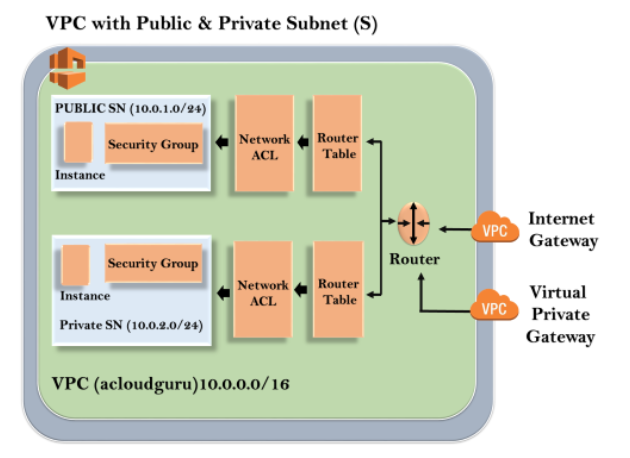 VPC with Public & Private Subnet (S)
PUBLIC SN (10.0.1.0/24)
Security Group
Instance
Network
ACL
Router
Table
Security Group
Instance
Private SN (10.0.2.0/24)
Network
ACL
Router
Table
Router
VPC
Internet
Gateway
VPC
Virtual
Private
Gateway
VPC (acloudguru)10.0.0.0/16